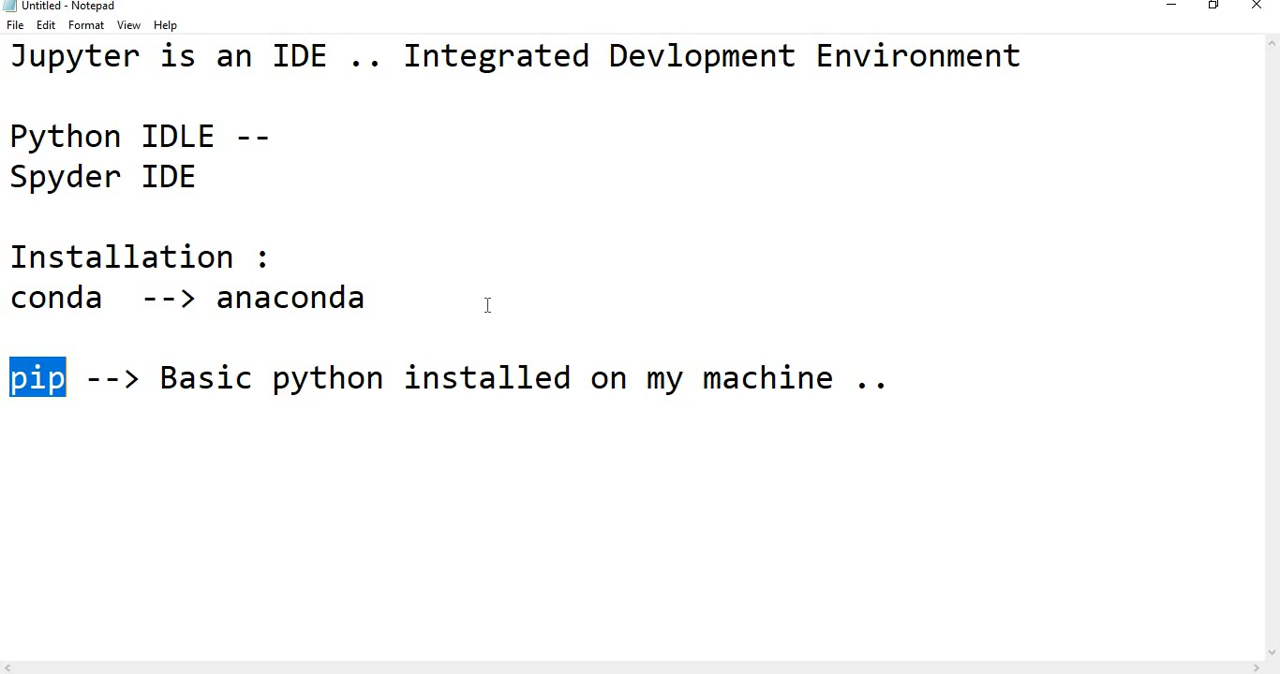 Untitled - Notepad
File Edit Format View Help
Jupyter is an IDE .. Integrated Devlopment Environment
Python IDLE --
Spyder IDE
Installation :
conda --> anaconda
pip --> Basic python installed on my machine ..